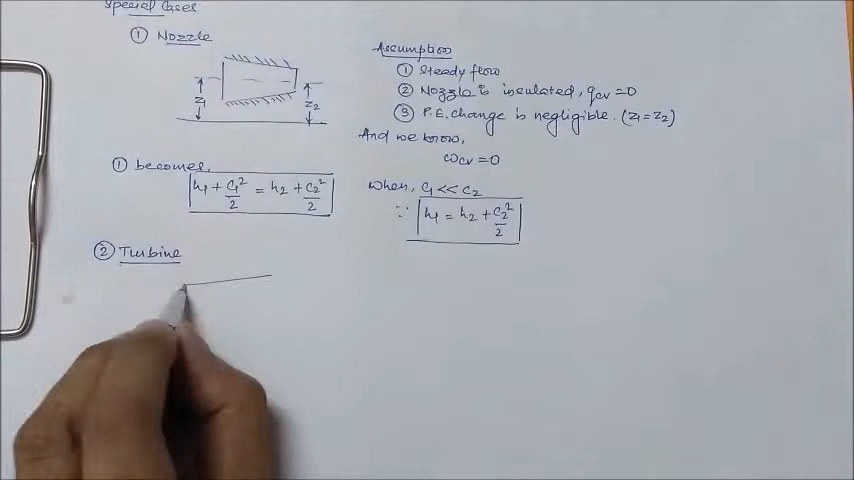 Special Cases
① Nozzle
Z1
Z2
① becomes,
h1 + C1²/2 = h2 + C2²/2
Assumption
① Steady flow
② Nozzle is insulated, qcv = 0
③ P.E. change is negligible. (Z1 = Z2)
And we know,
ωcv = 0
when, C1 << C2
∵ h1 = h2 + C2²/2
② Turbine